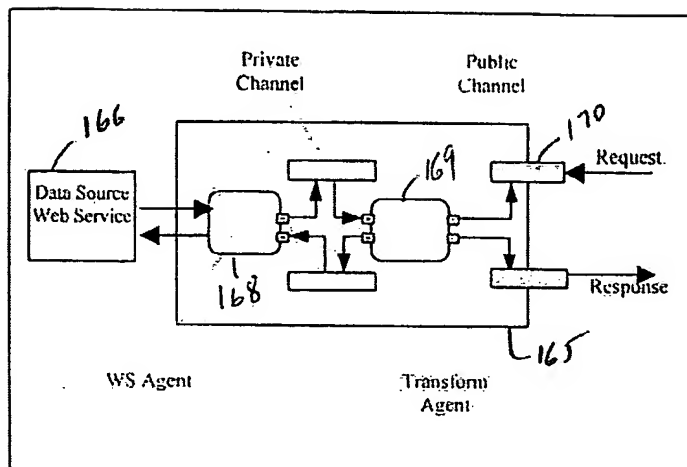 Private
Channel
Public
Channel
166
170
169
Request.
Data Source
Web Service
168
Response
165
WS Agent
Transform
Agent